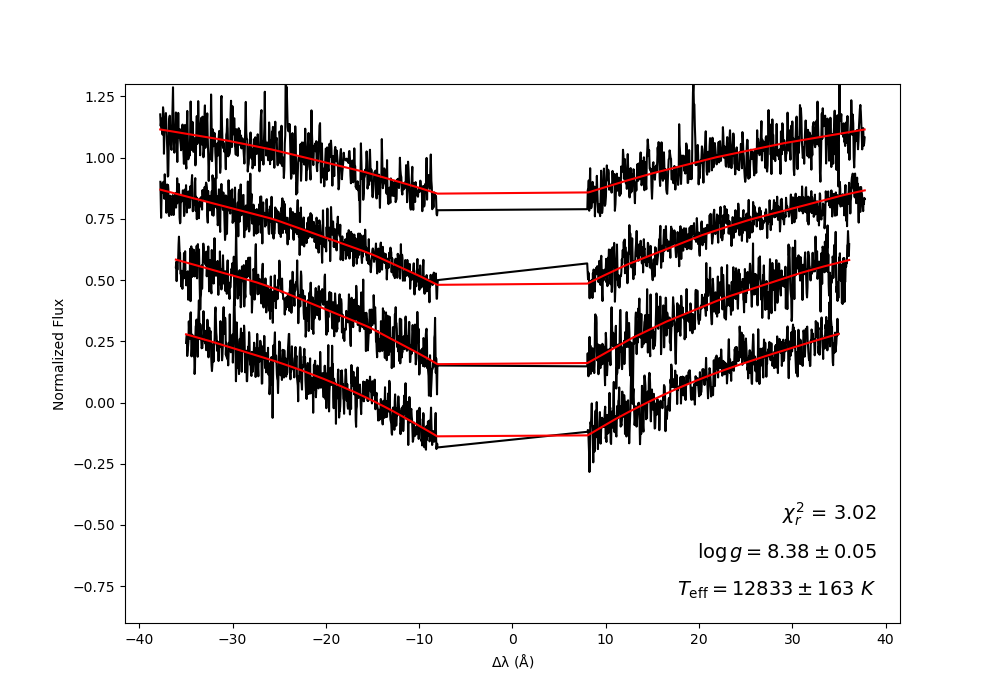 1.25
1.00
0.75
0.50
0.25
0.00
−0.25
−0.50
−0.75
Normalized Flux
χ²ᵣ = 3.02
log g = 8.38 ± 0.05
T_eff = 12833 ± 163 K
−40 −30 −20 −10 0 10 20 30 40
Δλ (Å)